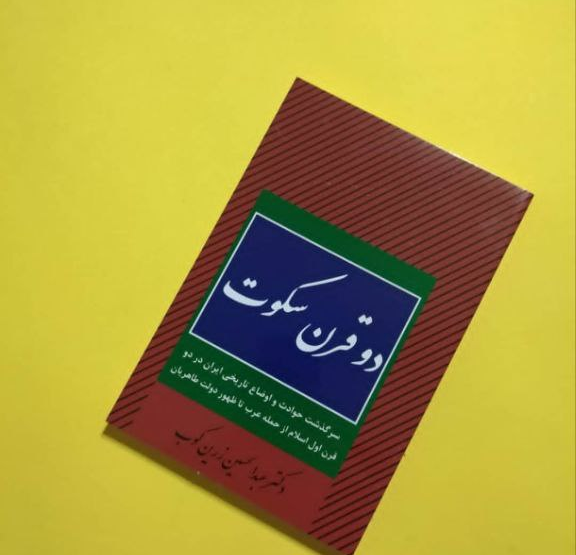 دو قرن سکوت
سرگذشت حوادث و اوضاع تاریخی ایران در دو
قرن اول اسلام از حمله عرب تا ظهور دولت طاهریان
دکتر عبدالحسین زرین کوب